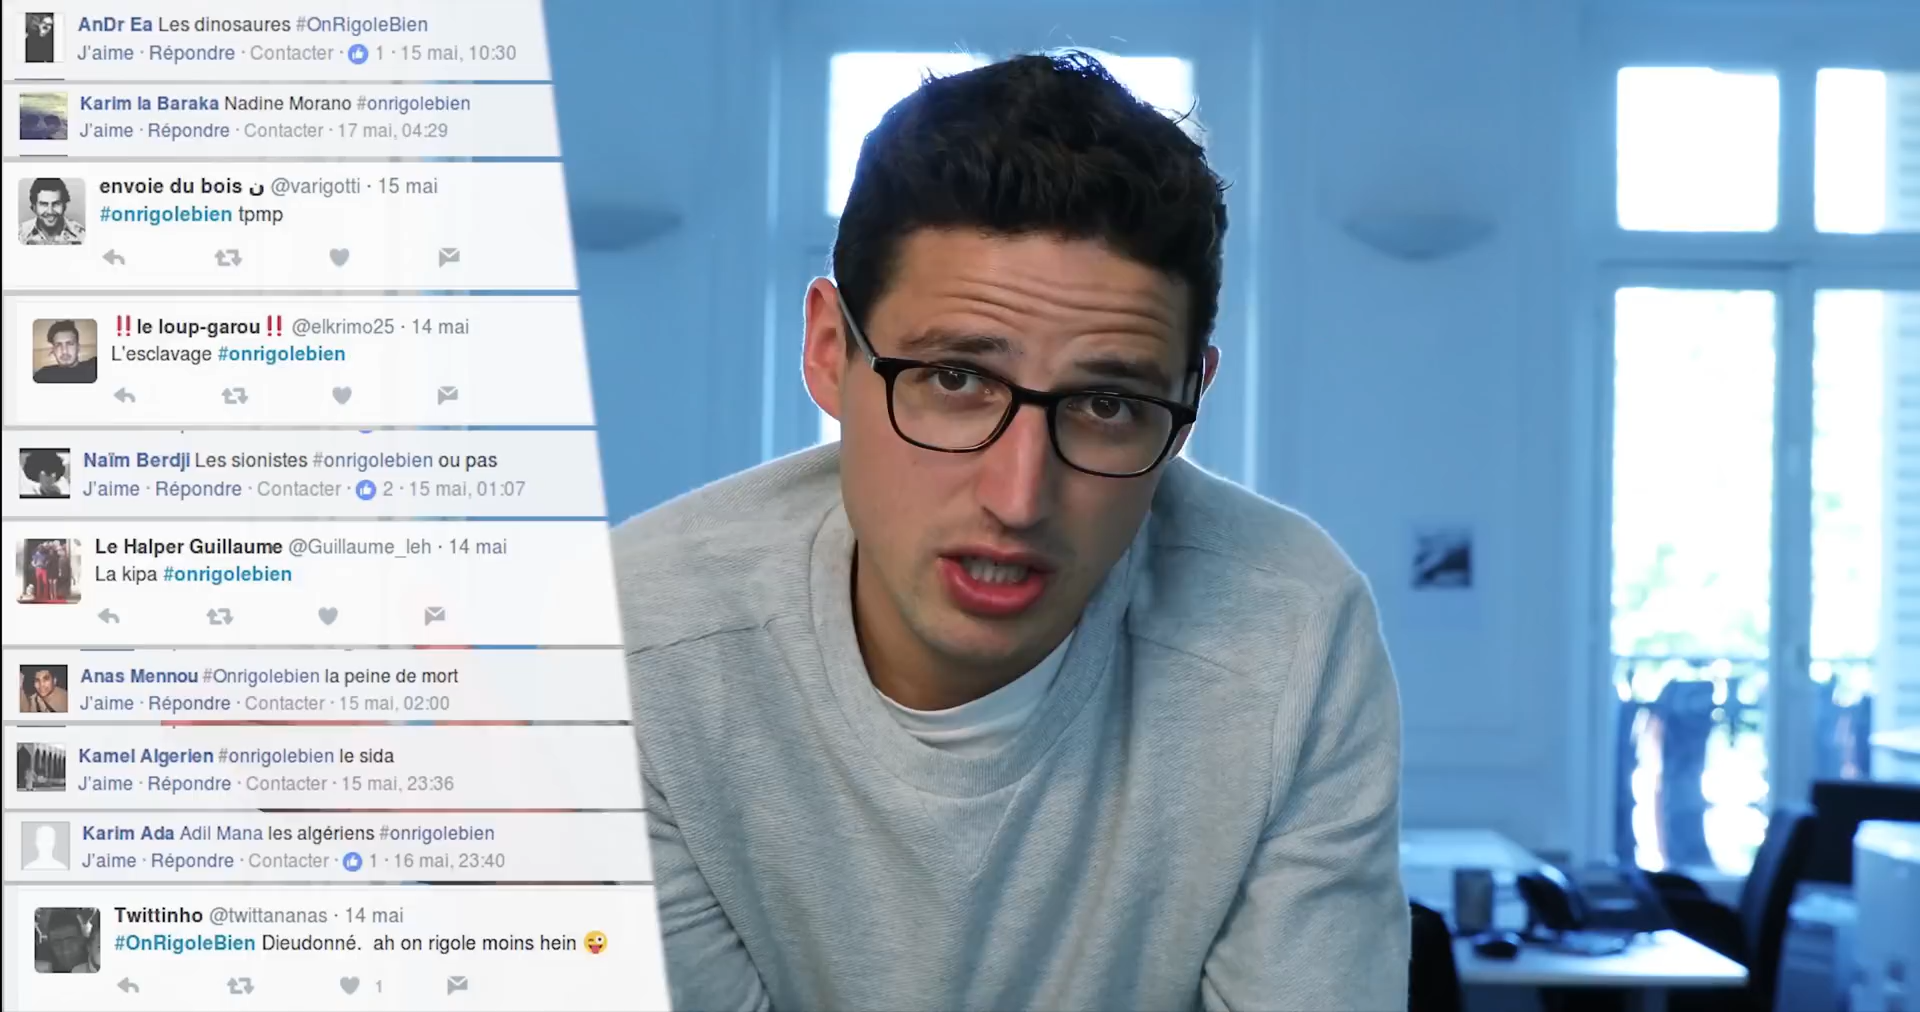 AnDr Ea Les dinosaures #OnRigoleBien
J'aime · Répondre · Contacter · 1 · 15 mai, 10:30
Karim la Baraka Nadine Morano #onrigolebien
J'aime · Répondre · Contacter · 17 mai, 04:29
envoie du bois ن @varigotti · 15 mai
#onrigolebien tpmp
‼️le loup-garou‼️ @elkrimo25 · 14 mai
L'esclavage #onrigolebien
Naïm Berdji Les sionistes #onrigolebien ou pas
J'aime · Répondre · Contacter · 2 · 15 mai, 01:07
Le Halper Guillaume @Guillaume_leh · 14 mai
La kipa #onrigolebien
Anas Mennou #Onrigolebien la peine de mort
J'aime · Répondre · Contacter · 15 mai, 02:00
Kamel Algerien #onrigolebien le sida
J'aime · Répondre · Contacter · 15 mai, 23:36
Karim Ada Adil Mana les algériens #onrigolebien
J'aime · Répondre · Contacter · 1 · 16 mai, 23:40
Twittinho @twittananas · 14 mai
#OnRigoleBien Dieudonné. ah on rigole moins hein 😜
1